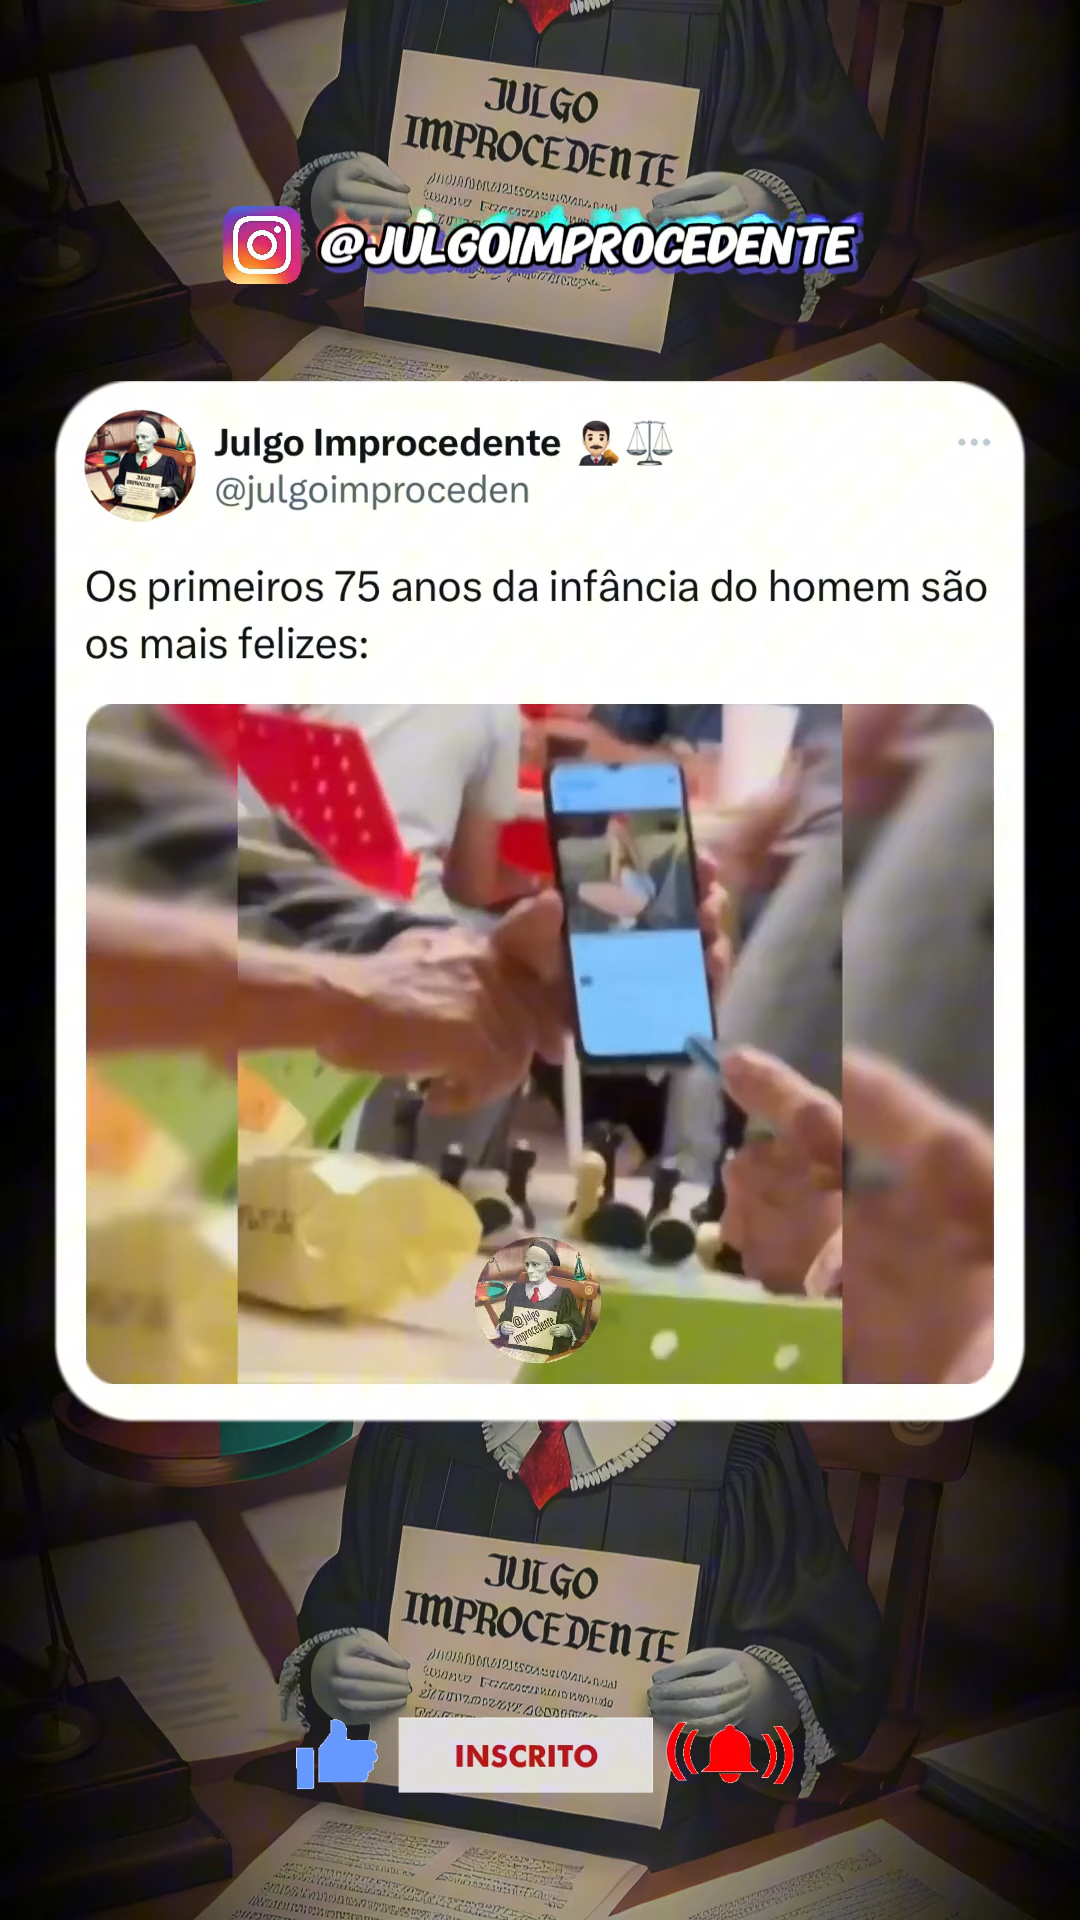 JULGO
IMPROCEDENTE
@JULGOIMPROCEDENTE
Julgo Improcedente
@julgoimproceden
Os primeiros 75 anos da infância do homem são
os mais felizes:
@Julgo
improcedente
JULGO
IMPROCEDENTE
INSCRITO